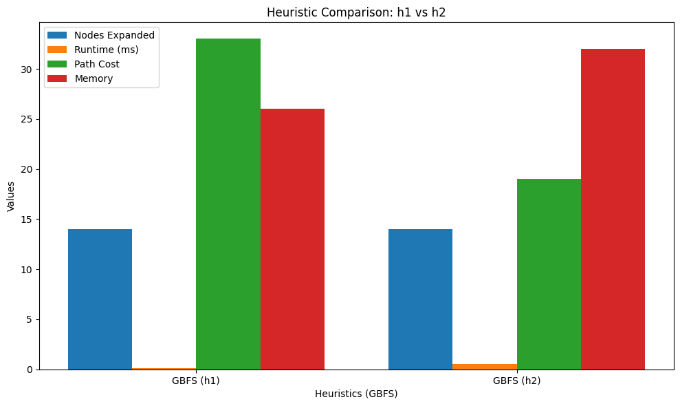 Heuristic Comparison: h1 vs h2
Nodes Expanded
Runtime (ms)
Path Cost
Memory
Values
30
25
20
15
10
5
0
GBFS (h1)
GBFS (h2)
Heuristics (GBFS)